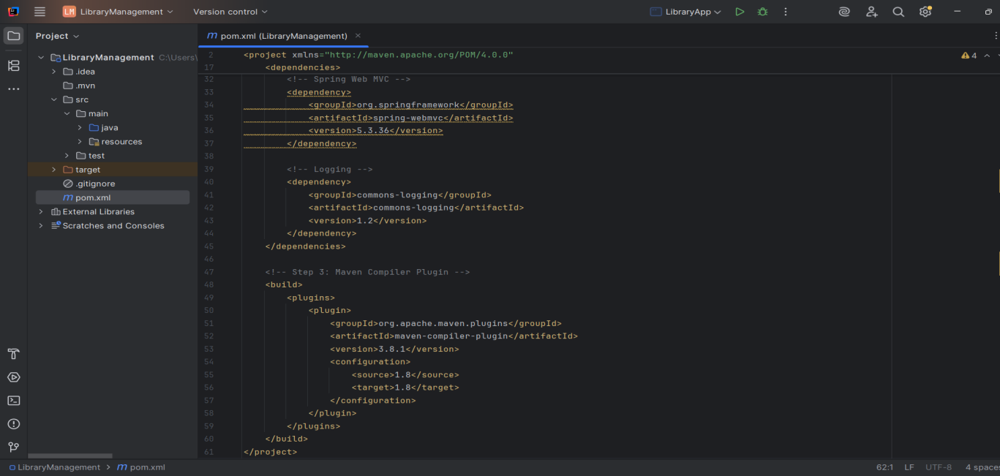 LM LibraryManagement Version control LibraryApp
Project
pom.xml (LibraryManagement)
LibraryManagement C:\Users\
.idea
.mvn
src
main
java
resources
test
target
.gitignore
m pom.xml
External Libraries
Scratches and Consoles
4
2 <project xmlns="http://maven.apache.org/POM/4.0.0"
17 <dependencies>
32 <!-- Spring Web MVC -->
33 <dependency>
34 <groupId>org.springframework</groupId>
35 <artifactId>spring-webmvc</artifactId>
36 <version>5.3.36</version>
37 </dependency>
38
39 <!-- Logging -->
40 <dependency>
41 <groupId>commons-logging</groupId>
42 <artifactId>commons-logging</artifactId>
43 <version>1.2</version>
44 </dependency>
45 </dependencies>
46
47 <!-- Step 3: Maven Compiler Plugin -->
48 <build>
49 <plugins>
50 <plugin>
51 <groupId>org.apache.maven.plugins</groupId>
52 <artifactId>maven-compiler-plugin</artifactId>
53 <version>3.8.1</version>
54 <configuration>
55 <source>1.8</source>
56 <target>1.8</target>
57 </configuration>
58 </plugin>
59 </plugins>
60 </build>
61 </project>
LibraryManagement > m pom.xml 62:1 LF UTF-8 4 spaces